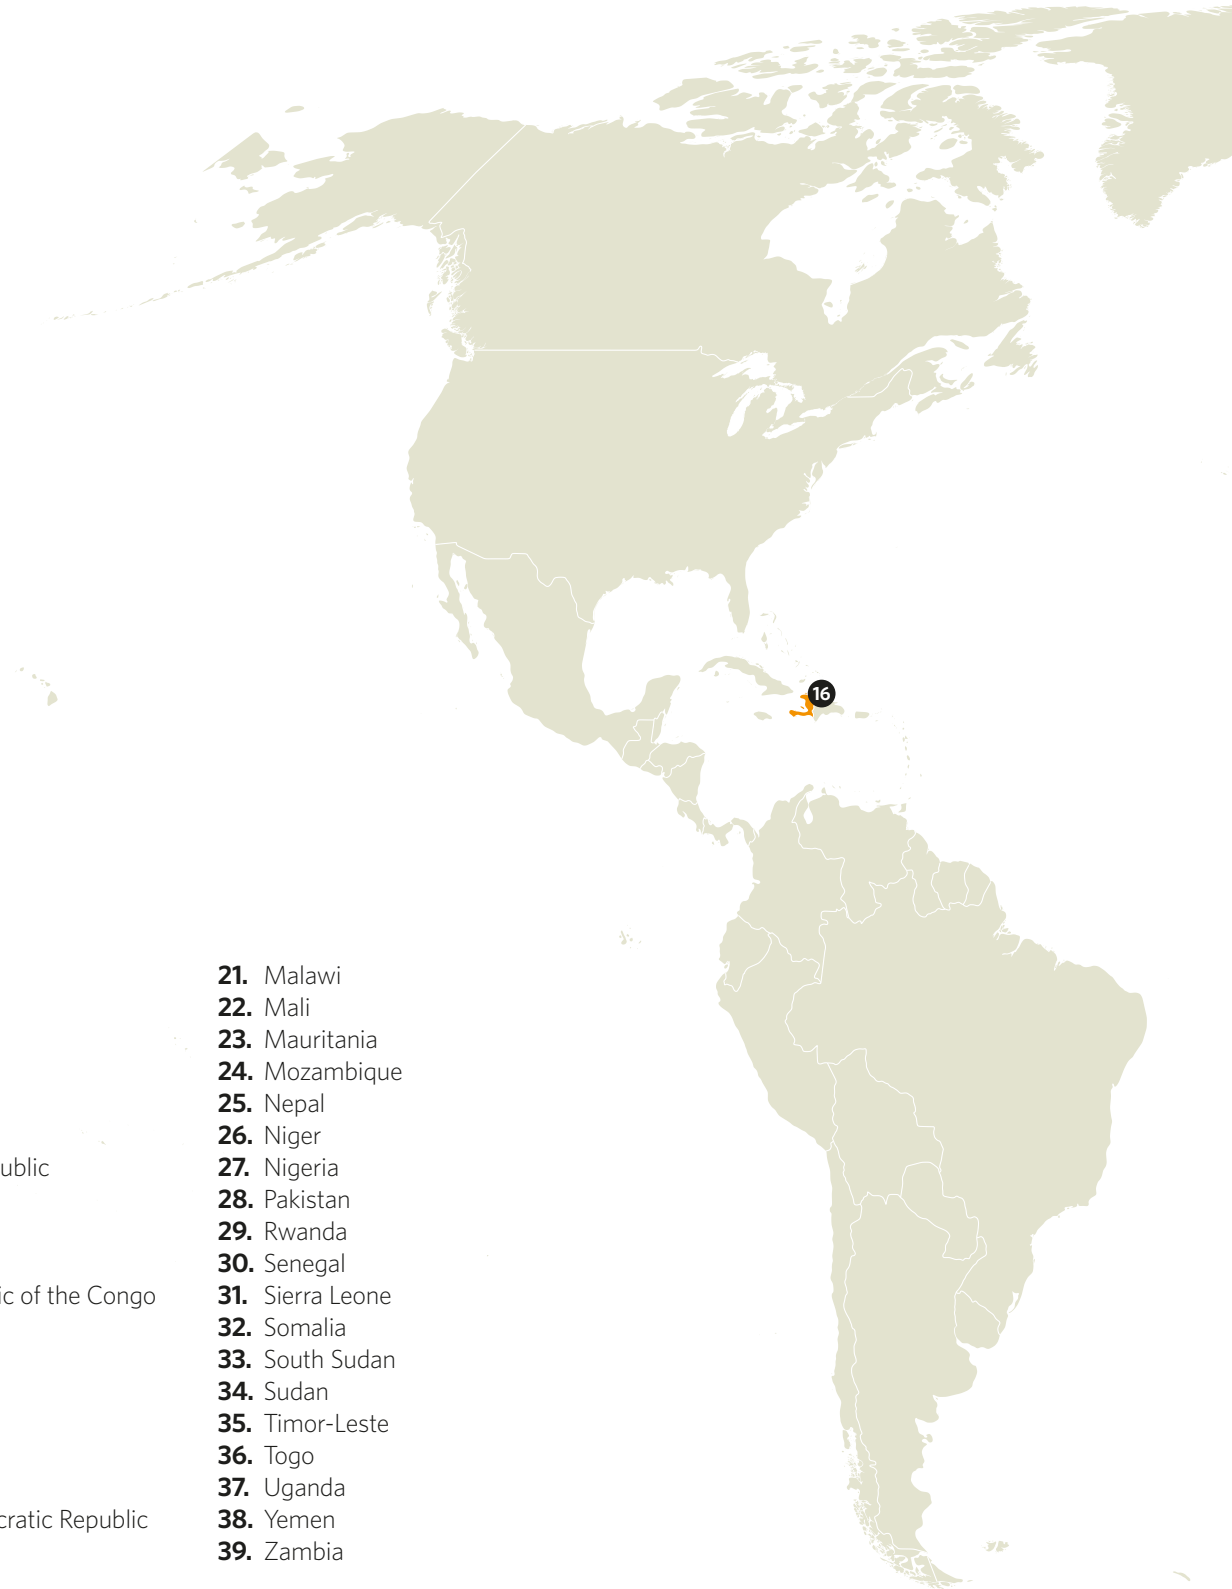 16
21. Malawi
22. Mali
23. Mauritania
24. Mozambique
25. Nepal
26. Niger
ublic
27. Nigeria
28. Pakistan
29. Rwanda
30. Senegal
ic of the Congo
31. Sierra Leone
32. Somalia
33. South Sudan
34. Sudan
35. Timor-Leste
36. Togo
37. Uganda
cratic Republic
38. Yemen
39. Zambia